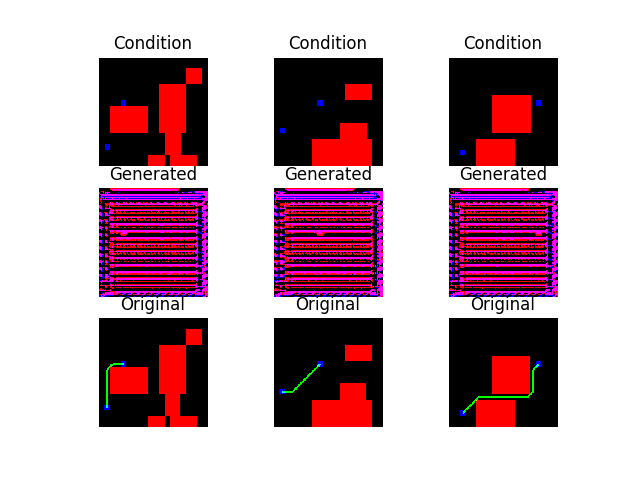 Condition Condition Condition
Generated Generated Generated
Original Original Original